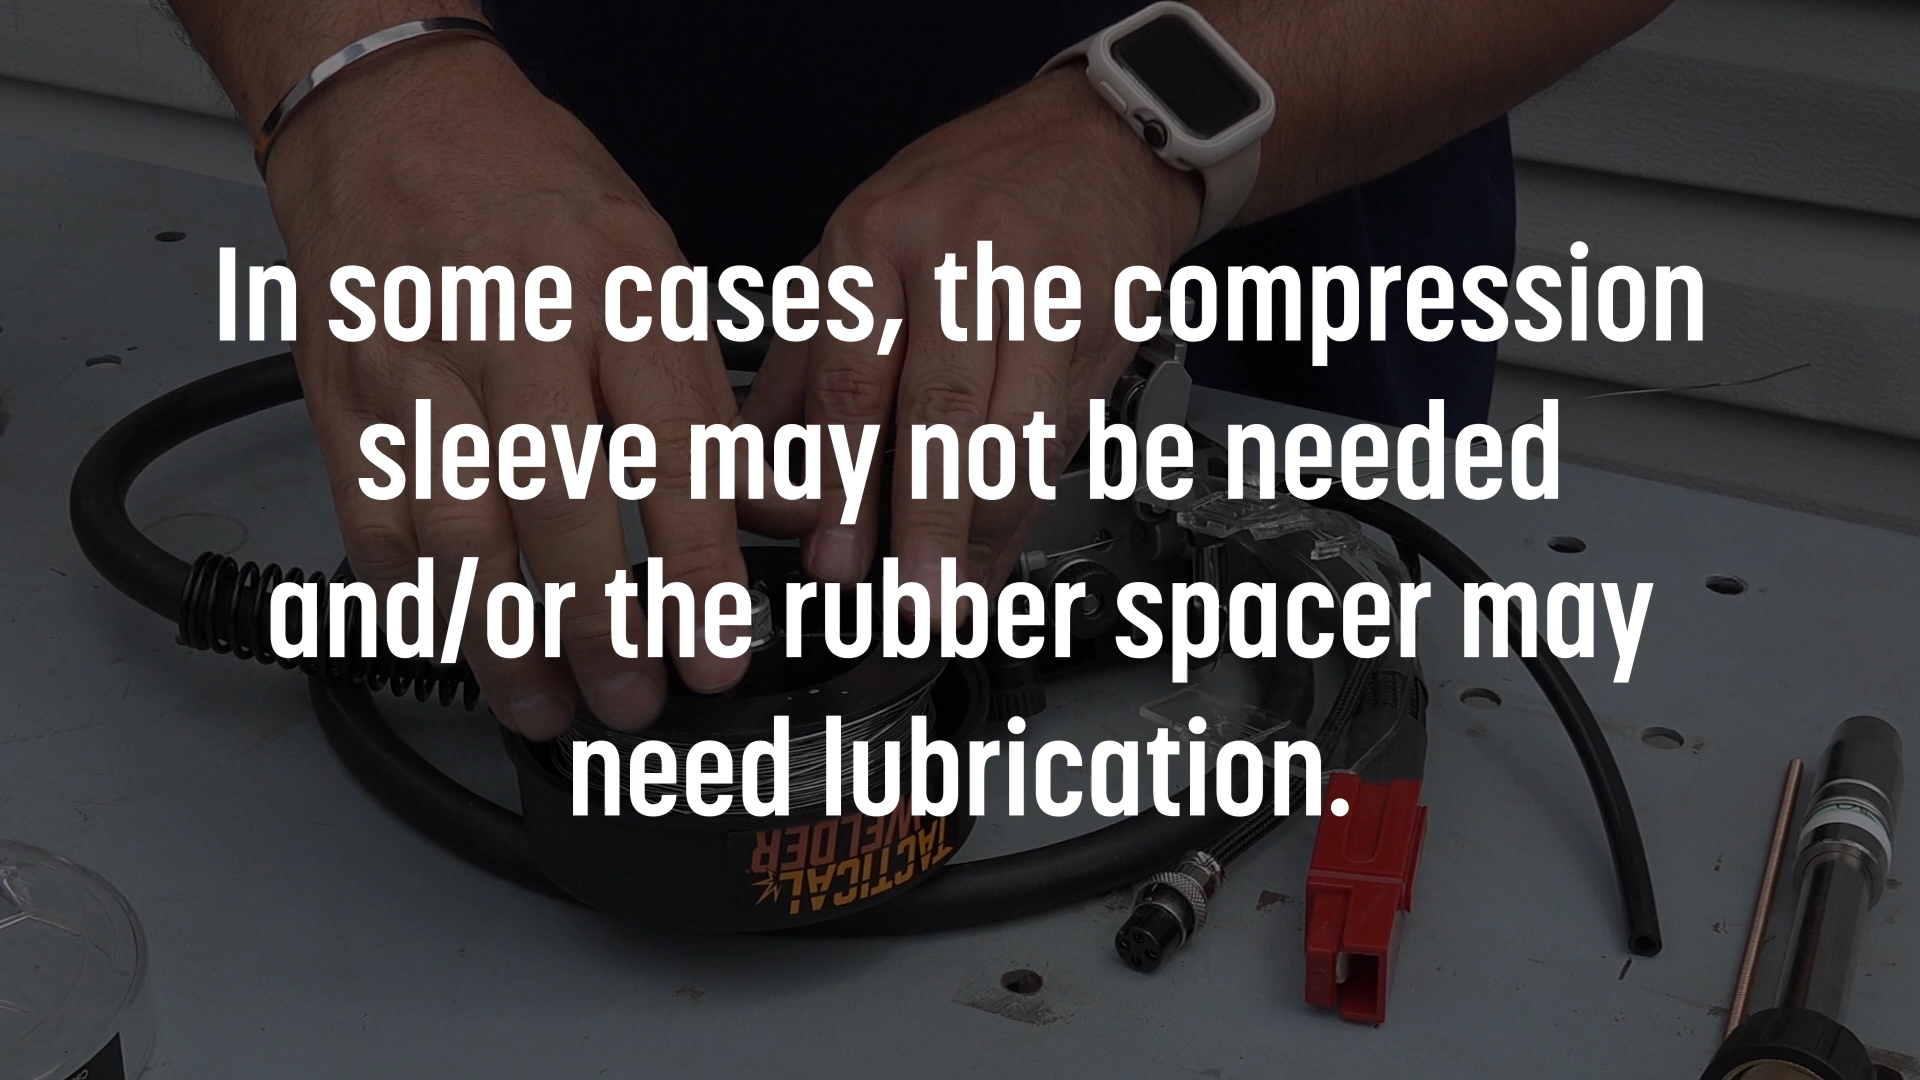 In some cases, the compression
sleeve may not be needed
and/or the rubber spacer may
need lubrication.
TACTICAL
WELDER